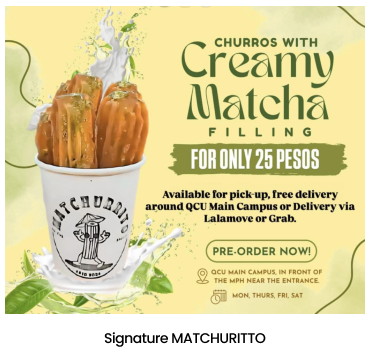 CHURROS WITH
Creamy
Matcha
FILLING
FOR ONLY 25 PESOS
Available for pick-up, free delivery
around QCU Main Campus or Delivery via
Lalamove or Grab.
PRE-ORDER NOW!
QCU MAIN CAMPUS, IN FRONT OF
THE MPH NEAR THE ENTRANCE.
MON, THURS, FRI, SAT
MATCHURRITO
Signature MATCHURITTO